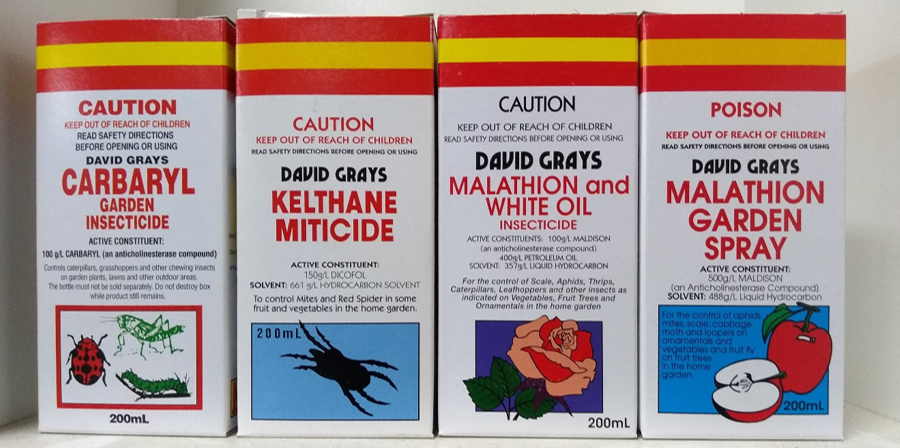 CAUTION
KEEP OUT OF REACH OF CHILDREN
READ SAFETY DIRECTIONS
BEFORE OPENING OR USING
DAVID GRAYS
CARBARYL
GARDEN
INSECTICIDE
ACTIVE CONSTITUENT:
100 g/L CARBARYL (an anticholinesterase compound)
Controls caterpillars, grasshoppers and other chewing insects
on garden plants, lawns and other outdoor areas.
The bottle must not be sold separately. Do not destroy box
while product still remains.
200mL
CAUTION
KEEP OUT OF REACH OF CHILDREN
READ SAFETY DIRECTIONS BEFORE OPENING OR USING
DAVID GRAYS
KELTHANE
MITICIDE
ACTIVE CONSTITUENT:
150g/L DICOFOL
SOLVENT: 661 g/L HYDROCARBON SOLVENT
To control Mites and Red Spider in some
fruit and vegetables in the home garden.
200mL
CAUTION
KEEP OUT OF REACH OF CHILDREN
READ SAFETY DIRECTIONS BEFORE OPENING OR USING
DAVID GRAYS
MALATHION and
WHITE OIL
INSECTICIDE
ACTIVE CONSTITUENTS: 100g/L MALDISON
(an anticholinesterase compound)
400g/L PETROLEUM OIL
SOLVENT: 357g/L LIQUID HYDROCARBON
For the control of Scale, Aphids, Thrips,
Caterpillars, Leafhoppers and other insects as
indicated on Vegetables, Fruit Trees and
Ornamentals in the home garden
200mL
POISON
KEEP OUT OF REACH OF CHILDREN
READ SAFETY DIRECTIONS BEFORE OPENING OR USING
DAVID GRAYS
MALATHION
GARDEN
SPRAY
ACTIVE CONSTITUENT:
500g/L MALDISON
(an Anticholinesterase Compound)
SOLVENT: 488g/L Liquid Hydrocarbon
For the control of aphids,
mites, scale, cabbage
moth and loopers on
ornamentals and
vegetables and fruit fly
on fruit trees
in the home
garden.
200mL